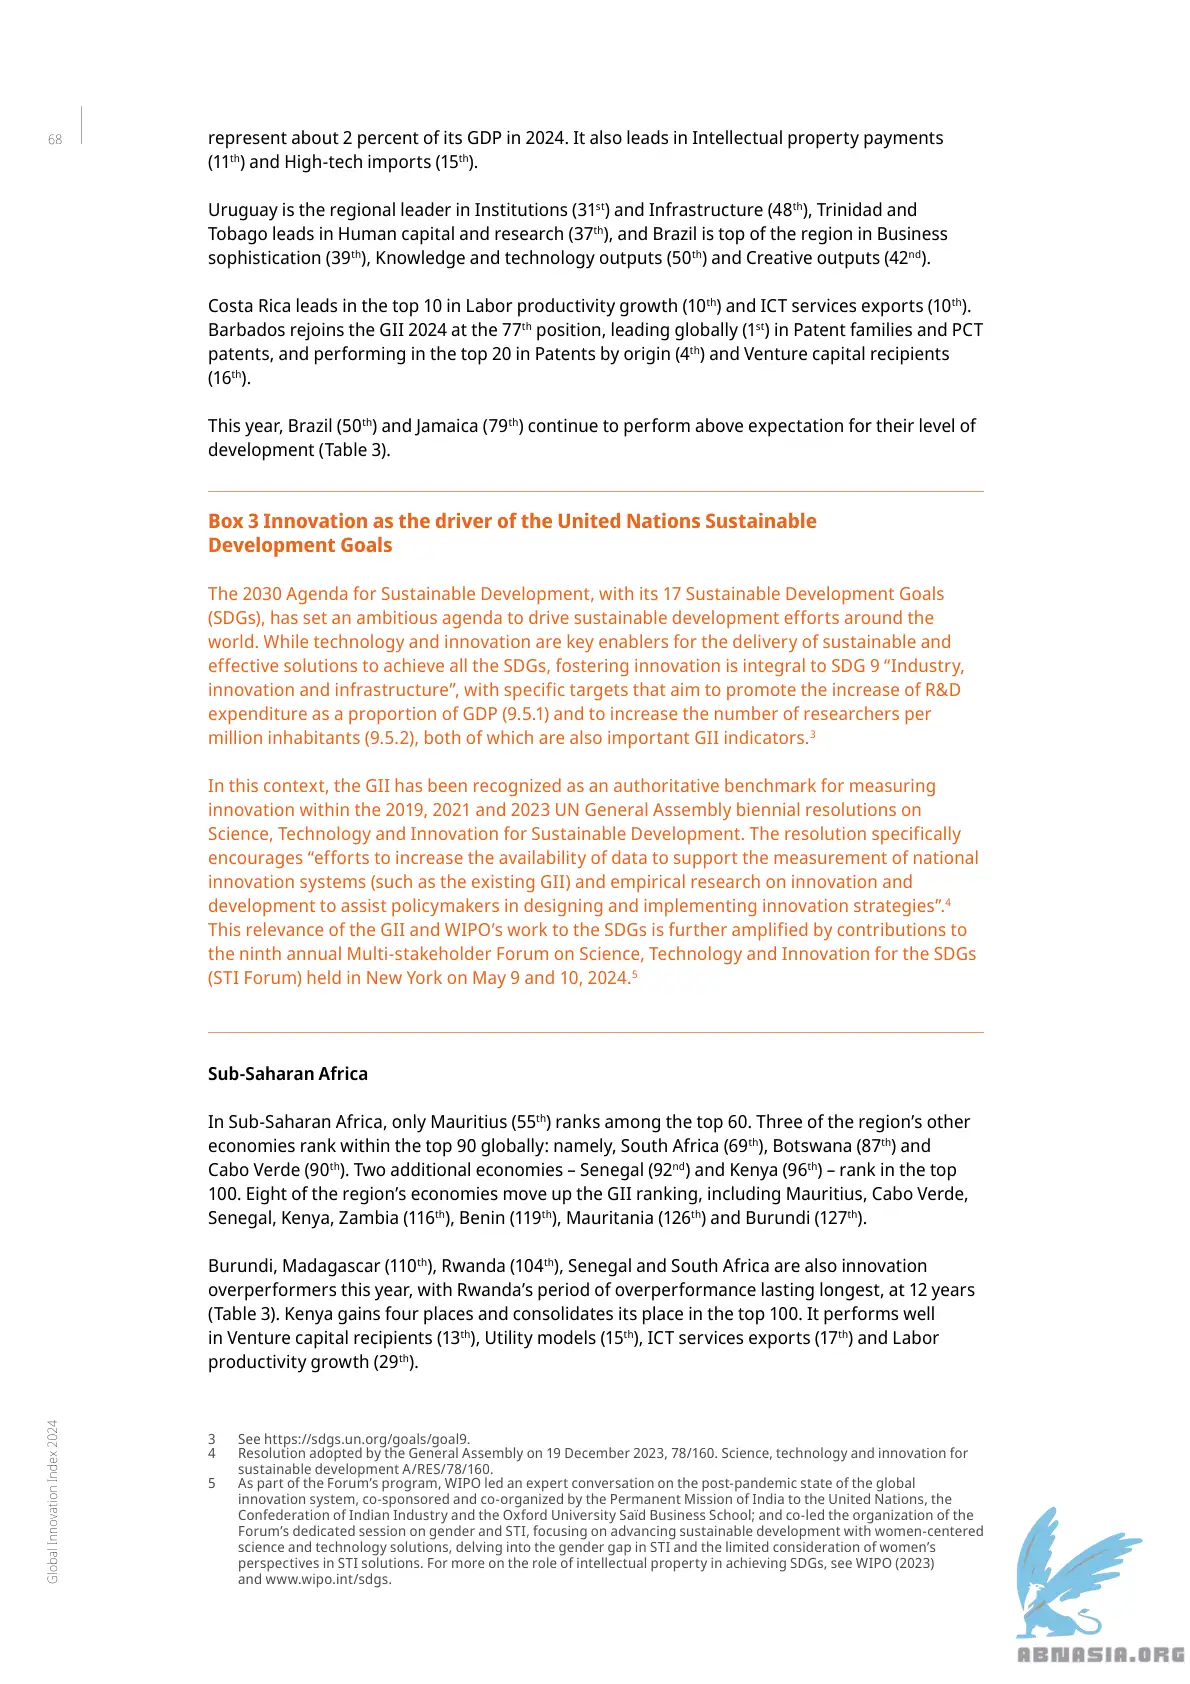 68
represent about 2 percent of its GDP in 2024. It also leads in Intellectual property payments
(11th) and High-tech imports (15th).
Uruguay is the regional leader in Institutions (31st) and Infrastructure (48th), Trinidad and
Tobago leads in Human capital and research (37th), and Brazil is top of the region in Business
sophistication (39th), Knowledge and technology outputs (50th) and Creative outputs (42nd).
Costa Rica leads in the top 10 in Labor productivity growth (10th) and ICT services exports (10th).
Barbados rejoins the GII 2024 at the 77th position, leading globally (1st) in Patent families and PCT
patents, and performing in the top 20 in Patents by origin (4th) and Venture capital recipients
(16th).
This year, Brazil (50th) and Jamaica (79th) continue to perform above expectation for their level of
development (Table 3).
Box 3 Innovation as the driver of the United Nations Sustainable
Development Goals
The 2030 Agenda for Sustainable Development, with its 17 Sustainable Development Goals
(SDGs), has set an ambitious agenda to drive sustainable development efforts around the
world. While technology and innovation are key enablers for the delivery of sustainable and
effective solutions to achieve all the SDGs, fostering innovation is integral to SDG 9 “Industry,
innovation and infrastructure”, with specific targets that aim to promote the increase of R&D
expenditure as a proportion of GDP (9.5.1) and to increase the number of researchers per
million inhabitants (9.5.2), both of which are also important GII indicators.3
In this context, the GII has been recognized as an authoritative benchmark for measuring
innovation within the 2019, 2021 and 2023 UN General Assembly biennial resolutions on
Science, Technology and Innovation for Sustainable Development. The resolution specifically
encourages “efforts to increase the availability of data to support the measurement of national
innovation systems (such as the existing GII) and empirical research on innovation and
development to assist policymakers in designing and implementing innovation strategies”.4
This relevance of the GII and WIPO’s work to the SDGs is further amplified by contributions to
the ninth annual Multi-stakeholder Forum on Science, Technology and Innovation for the SDGs
(STI Forum) held in New York on May 9 and 10, 2024.5
Sub-Saharan Africa
In Sub-Saharan Africa, only Mauritius (55th) ranks among the top 60. Three of the region’s other
economies rank within the top 90 globally: namely, South Africa (69th), Botswana (87th) and
Cabo Verde (90th). Two additional economies – Senegal (92nd) and Kenya (96th) – rank in the top
100. Eight of the region’s economies move up the GII ranking, including Mauritius, Cabo Verde,
Senegal, Kenya, Zambia (116th), Benin (119th), Mauritania (126th) and Burundi (127th).
Burundi, Madagascar (110th), Rwanda (104th), Senegal and South Africa are also innovation
overperformers this year, with Rwanda’s period of overperformance lasting longest, at 12 years
(Table 3). Kenya gains four places and consolidates its place in the top 100. It performs well
in Venture capital recipients (13th), Utility models (15th), ICT services exports (17th) and Labor
productivity growth (29th).
3 See https://sdgs.un.org/goals/goal9.
4 Resolution adopted by the General Assembly on 19 December 2023, 78/160. Science, technology and innovation for
sustainable development A/RES/78/160.
5 As part of the Forum’s program, WIPO led an expert conversation on the post-pandemic state of the global
innovation system, co-sponsored and co-organized by the Permanent Mission of India to the United Nations, the
Confederation of Indian Industry and the Oxford University Saïd Business School; and co-led the organization of the
Forum’s dedicated session on gender and STI, focusing on advancing sustainable development with women-centered
science and technology solutions, delving into the gender gap in STI and the limited consideration of women’s
perspectives in STI solutions. For more on the role of intellectual property in achieving SDGs, see WIPO (2023)
and www.wipo.int/sdgs.
Global Innovation Index 2024
ABNASIA.ORG